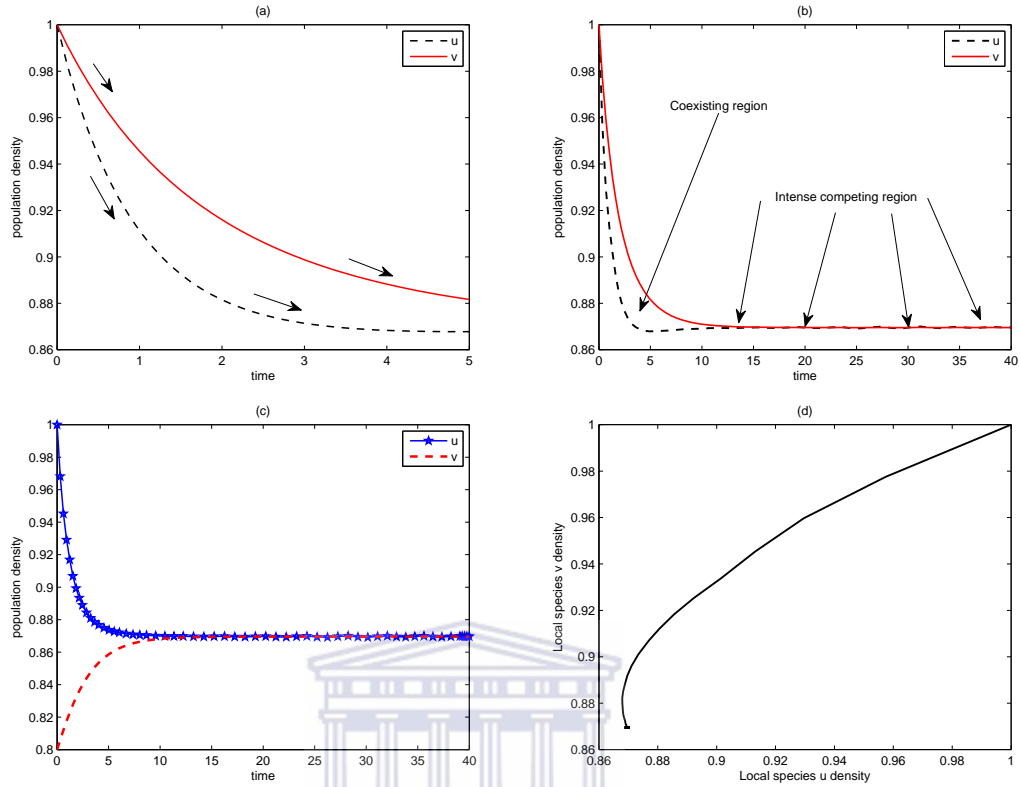 (a)
1
0.98
0.96
0.94
0.92
0.9
0.88
0.86
population density
0 1 2 3 4 5
time
u
v
(b)
1
0.98
0.96
0.94
0.92
0.9
0.88
0.86
population density
0 5 10 15 20 25 30 35 40
time
u
v
Coexisting region
Intense competing region
(c)
1
0.98
0.96
0.94
0.92
0.9
0.88
0.86
0.84
0.82
0.8
population density
0 5 10 15 20 25 30 35 40
time
u
v
(d)
1
0.98
0.96
0.94
0.92
0.9
0.88
0.86
Local species v density
0.86 0.88 0.9 0.92 0.94 0.96 0.98 1
Local species u density